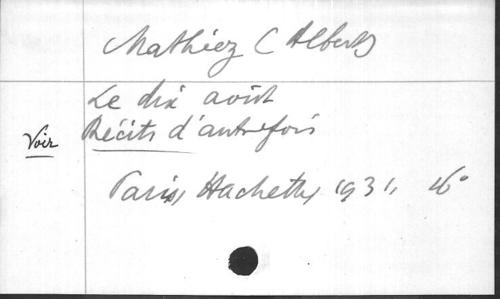 Mathiez (Albert)
Le dix août
Voir Récits d'autrefois
Paris, Hachette, 1931, 16°